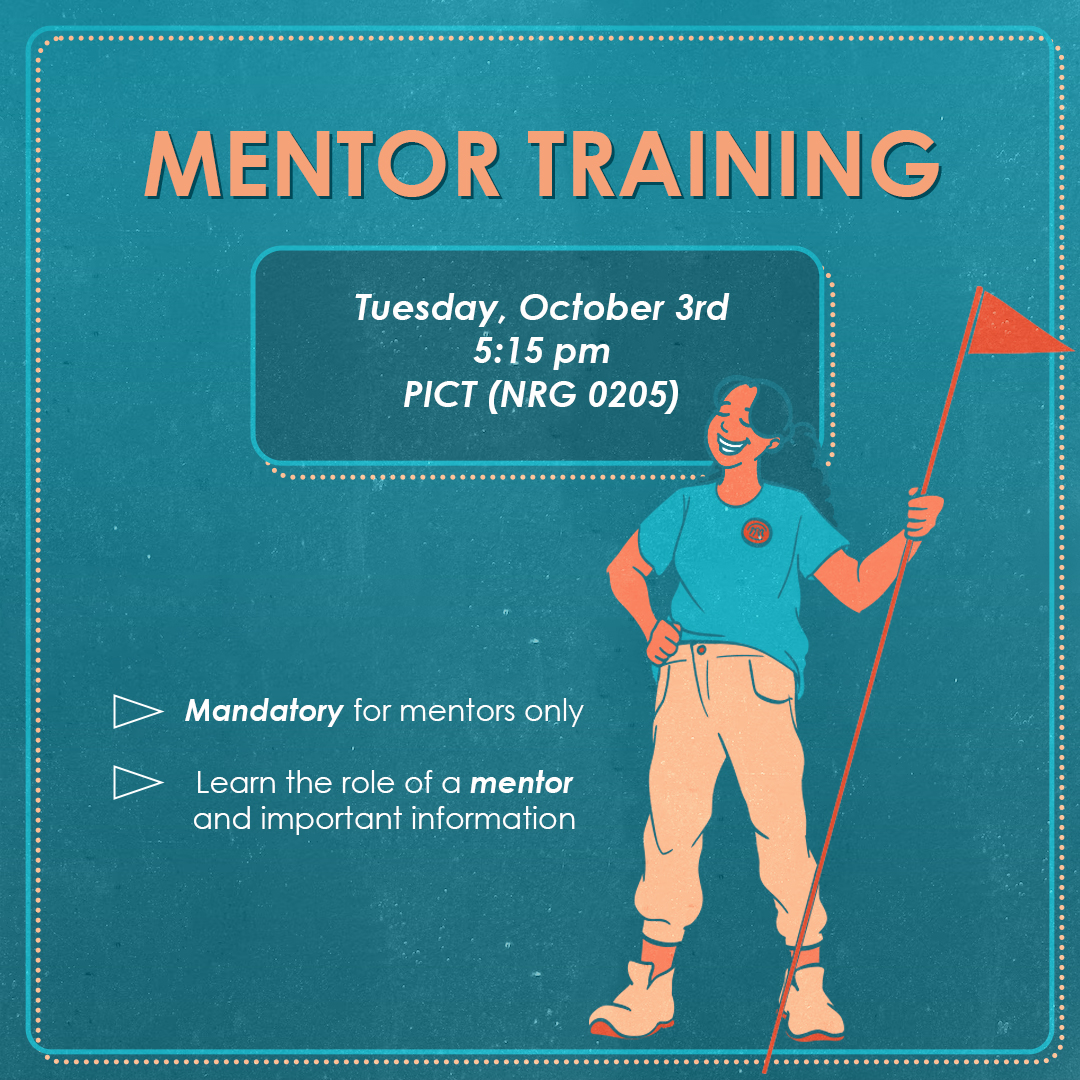 MENTOR TRAINING
Tuesday, October 3rd
5:15 pm
PICT (NRG 0205)
Mandatory for mentors only
Learn the role of a mentor
and important information